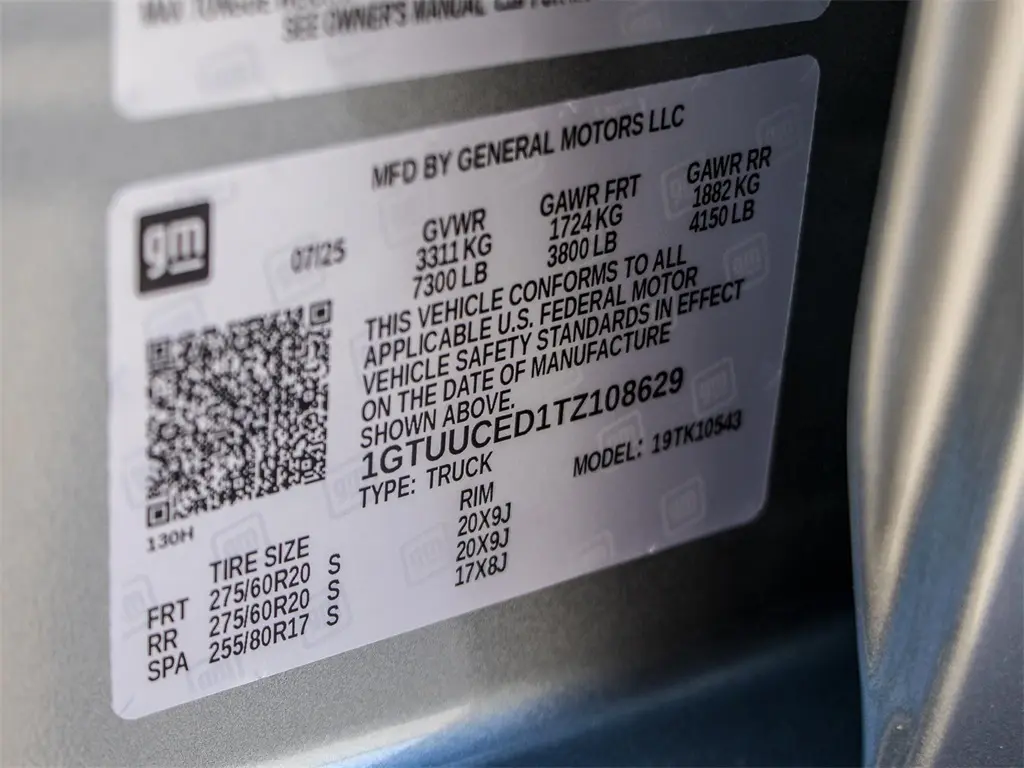 SEE OWNER'S MANUAL
MFD BY GENERAL MOTORS LLC
gm
07/25
GVWR GAWR FRT GAWR RR
3311 KG 1724 KG 1882 KG
7300 LB 3800 LB 4150 LB
THIS VEHICLE CONFORMS TO ALL
APPLICABLE U.S. FEDERAL MOTOR
VEHICLE SAFETY STANDARDS IN EFFECT
ON THE DATE OF MANUFACTURE
SHOWN ABOVE.
1GTUUCED1TZ108629
TYPE: TRUCK MODEL: 19TK10543
130H
TIRE SIZE RIM
FRT 275/60R20 S 20X9J
RR 275/60R20 S 20X9J
SPA 255/80R17 S 17X8J